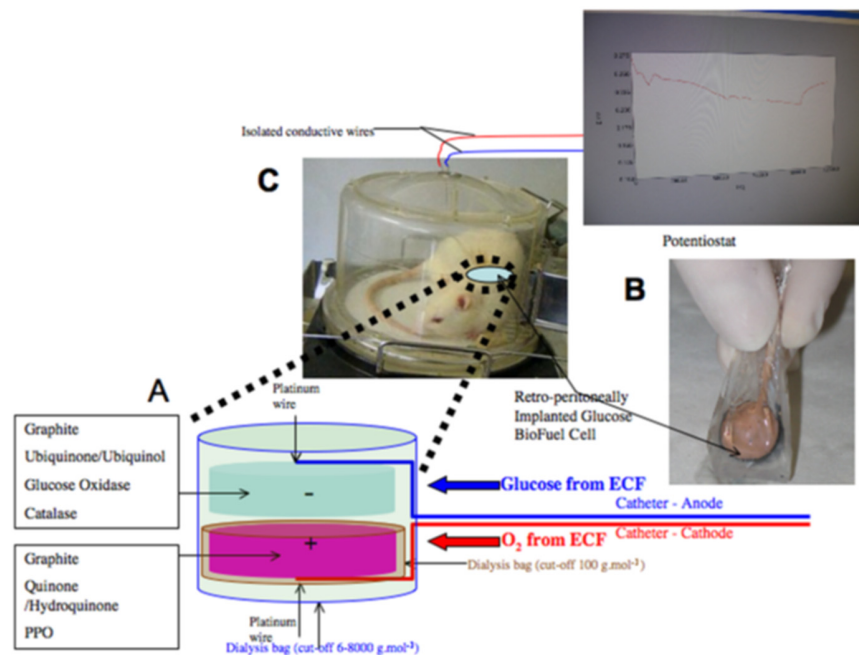 Isolated conductive wires
C
Potentiostat
B
A
Platinum
wire
Retro-peritoneally
Implanted Glucose
BioFuel Cell
Graphite
Ubiquinone/Ubiquinol
Glucose Oxidase
Catalase
-
Glucose from ECF
Catheter - Anode
+
O₂ from ECF
Catheter - Cathode
Dialysis bag (cut-off 100 g.mol⁻¹)
Graphite
Quinone
/Hydroquinone
PPO
Platinum
wire
Dialysis bag (cut-off 6-8000 g.mol⁻¹)